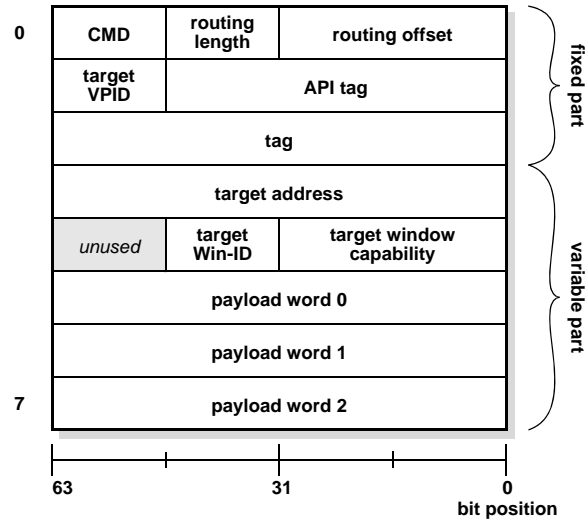 0
CMD
routing
length
routing offset
target
VPID
API tag
tag
fixed part
target address
unused
target
Win-ID
target window
capability
payload word 0
payload word 1
7
payload word 2
variable part
63
31
0
bit position